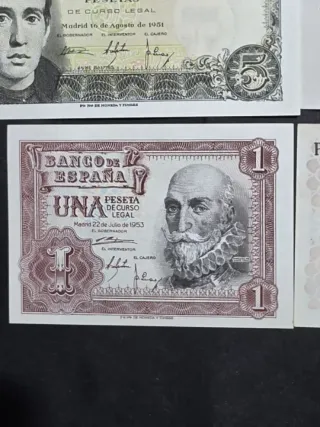 PESETAS
DE CURSO LEGAL
Madrid 16 de Agosto de 1951
EL GOBERNADOR
EL INTERVENTOR
EL CAJERO
5
BANCO DE
ESPAÑA
1
UNA PESETA
DE CURSO
LEGAL
Madrid 22 de Julio de 1953
EL GOBERNADOR
EL INTERVENTOR
EL CAJERO
1
1